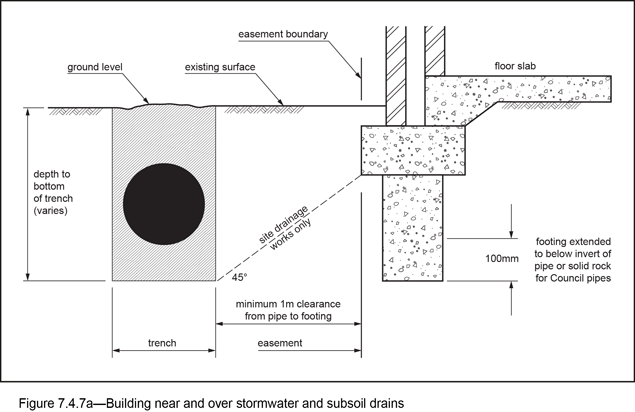 easement boundary
ground level
existing surface
floor slab
depth to
bottom
of trench
(varies)
site drainage
works only
45°
100mm
footing extended
to below invert of
pipe or solid rock
for Council pipes
minimum 1m clearance
from pipe to footing
trench
easement
Figure 7.4.7a—Building near and over stormwater and subsoil drains